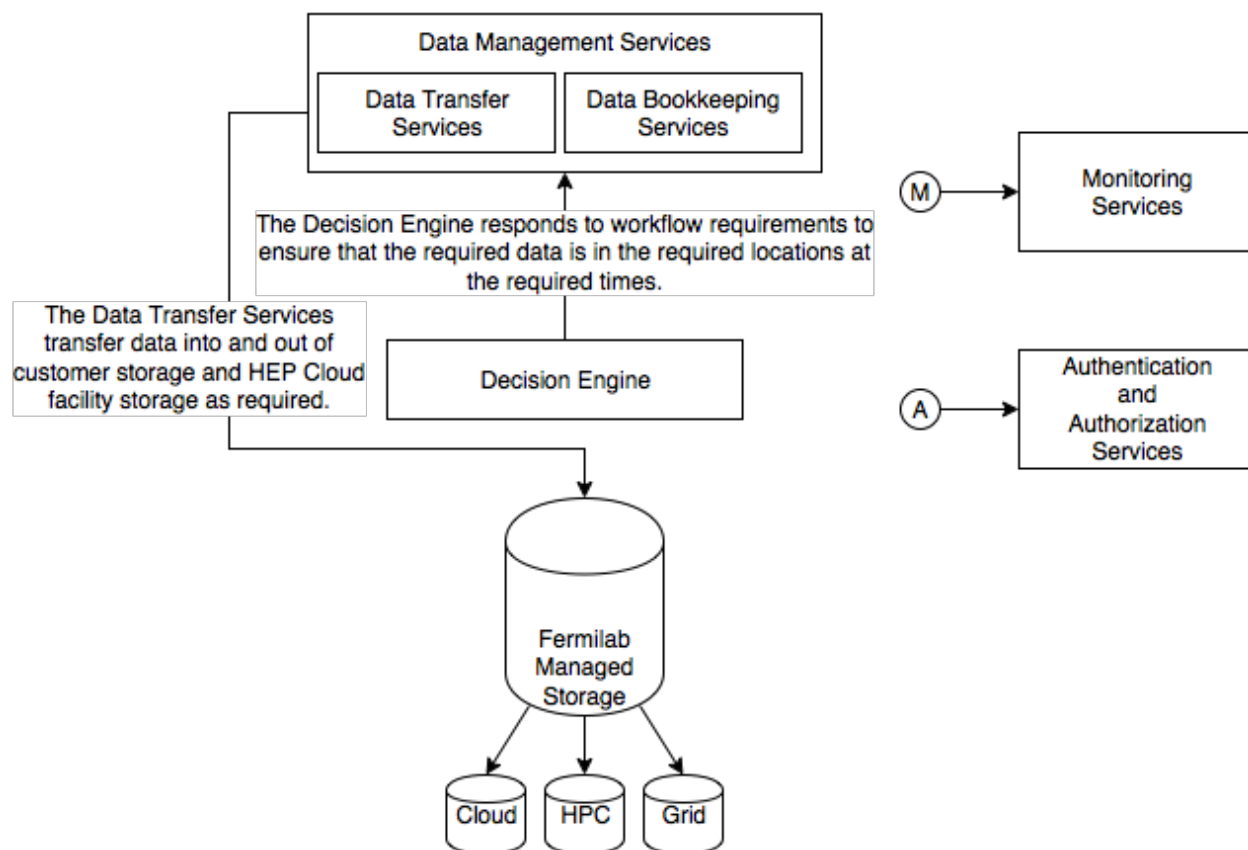 Data Management Services
Data Transfer
Services
Data Bookkeeping
Services
M
Monitoring
Services
The Decision Engine responds to workflow requirements to
ensure that the required data is in the required locations at
the required times.
The Data Transfer Services
transfer data into and out of
customer storage and HEP Cloud
facility storage as required.
Decision Engine
A
Authentication
and
Authorization
Services
Fermilab
Managed
Storage
Cloud
HPC
Grid